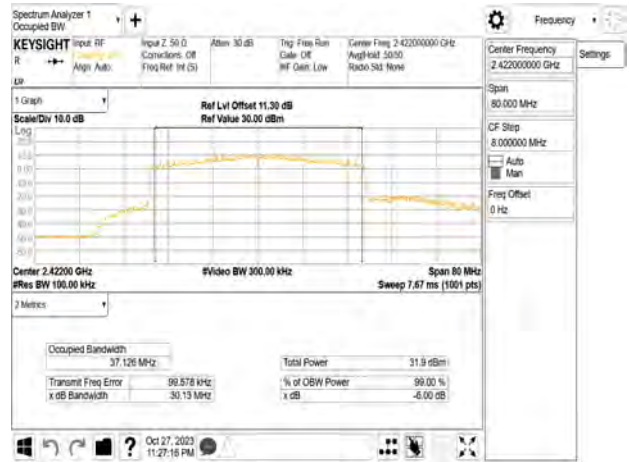 Spectrum Analyzer 1
Occupied BW
+
Frequency
KEYSIGHT
R
Input: RF
Align: Auto
Input Z: 50 Ω
Corrections: Off
Freq Ref: Int (S)
Atten: 30 dB
Trig: Free Run
Gate: Off
#IF Gain: Low
Center Freq: 2.422000000 GHz
Avg|Hold: 50/50
Radio Std: None
Center Frequency
2.422000000 GHz
Settings
Span
80.000 MHz
CF Step
8.000000 MHz
Auto
Man
Freq Offset
0 Hz
1 Graph
Scale/Div 10.0 dB
Log
Ref Lvl Offset 11.30 dB
Ref Value 30.00 dBm
Center 2.42200 GHz
#Res BW 100.00 kHz
#Video BW 300.00 kHz
Span 80 MHz
Sweep 7.67 ms (1001 pts)
2 Metrics
Occupied Bandwidth
37.126 MHz
Total Power 31.9 dBm
Transmit Freq Error 99.578 kHz
% of OBW Power 99.00 %
x dB Bandwidth 30.13 MHz
x dB -6.00 dB
?
Oct 27, 2023
11:27:16 PM